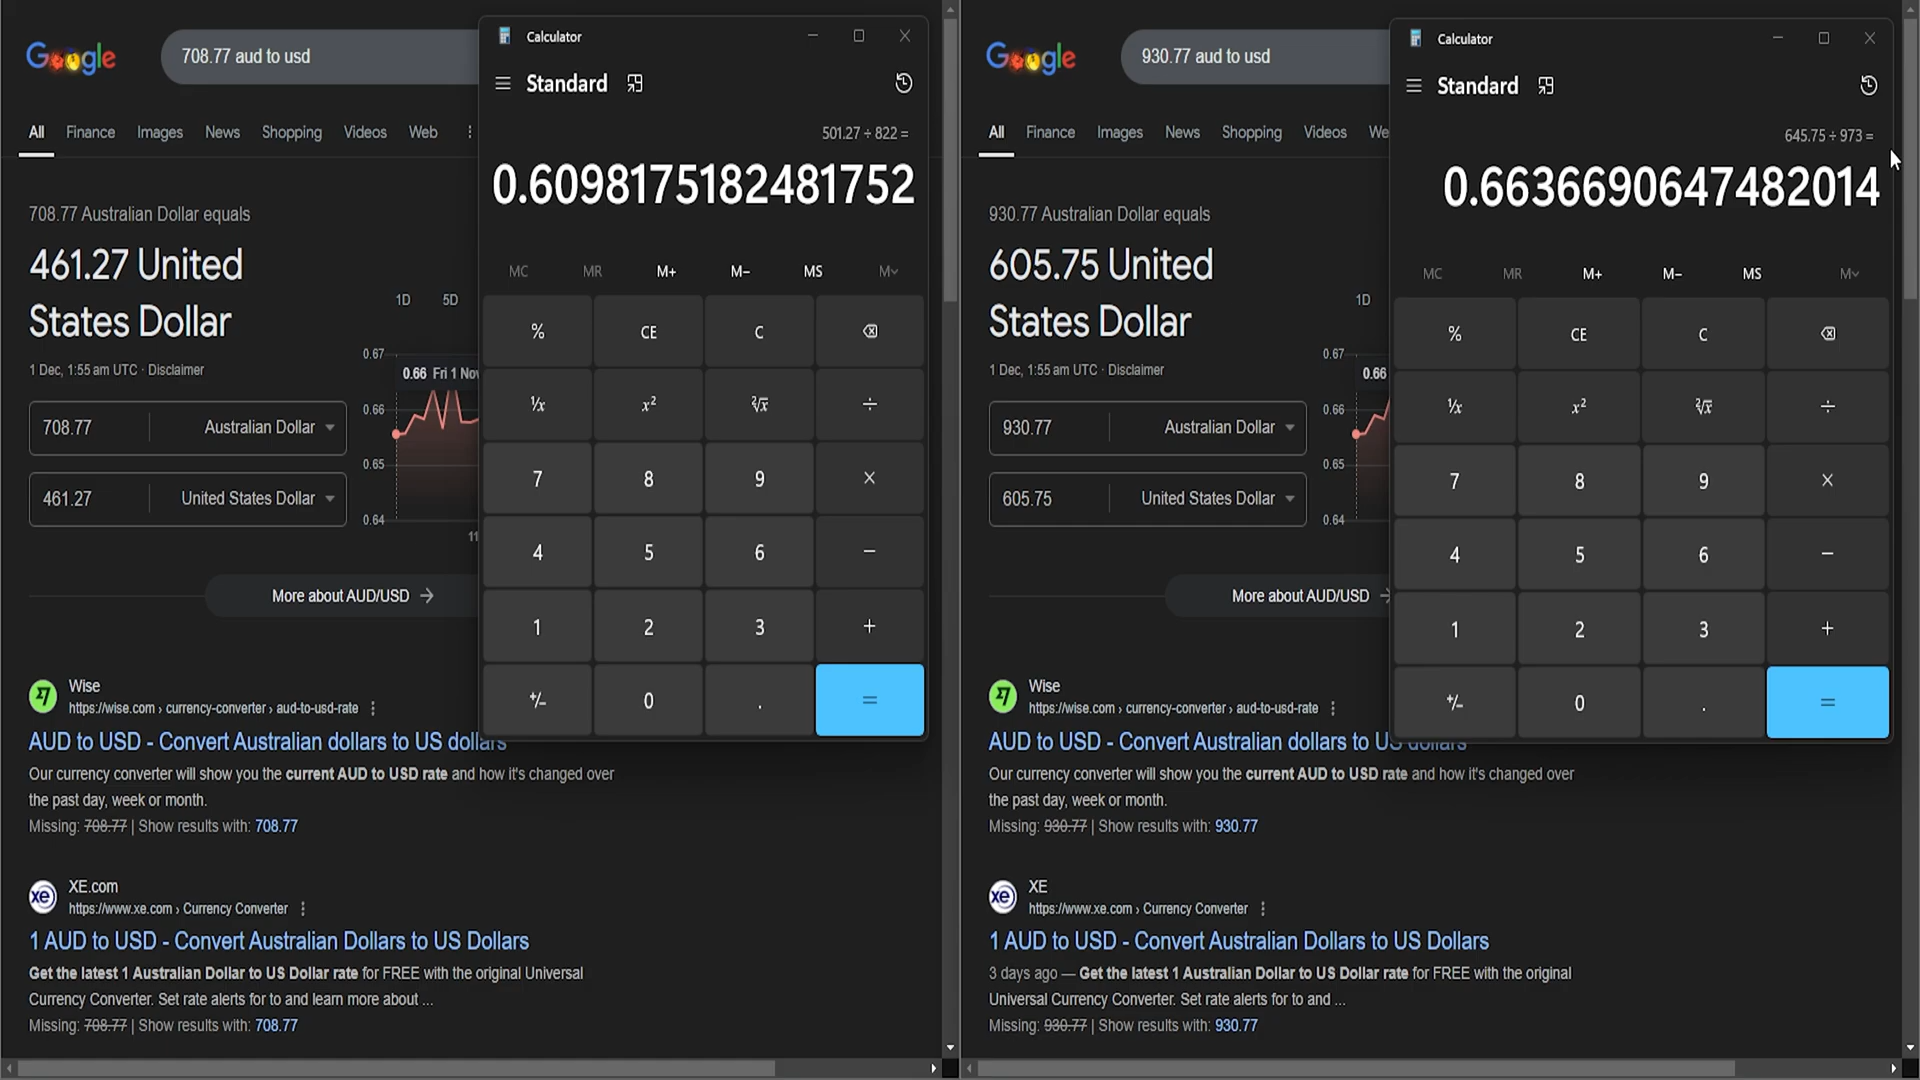 Google
708.77 aud to usd
All Finance Images News Shopping Videos Web
708.77 Australian Dollar equals
461.27 United
States Dollar
1 Dec, 1:55 am UTC · Disclaimer
708.77 Australian Dollar
461.27 United States Dollar
1D 5D
0.67
0.66 Fri 1 Nov
0.66
0.65
0.64
11
More about AUD/USD
Wise
https://wise.com › currency-converter › aud-to-usd-rate
AUD to USD - Convert Australian dollars to US dollars
Our currency converter will show you the current AUD to USD rate and how it's changed over
the past day, week or month.
Missing: 708.77 | Show results with: 708.77
xe
XE.com
https://www.xe.com › Currency Converter
1 AUD to USD - Convert Australian Dollars to US Dollars
Get the latest 1 Australian Dollar to US Dollar rate for FREE with the original Universal
Currency Converter. Set rate alerts for to and learn more about ...
Missing: 708.77 | Show results with: 708.77
Calculator
Standard
501.27 ÷ 822 =
0.6098175182481752
MC MR M+ M− MS M˅
% CE C
¹/x x² ²√x ÷
7 8 9 ×
4 5 6 −
1 2 3 +
+/− 0 . =
Google
930.77 aud to usd
All Finance Images News Shopping Videos We
930.77 Australian Dollar equals
605.75 United
States Dollar
1 Dec, 1:55 am UTC · Disclaimer
930.77 Australian Dollar
605.75 United States Dollar
1D
0.67
0.66
0.66
0.65
0.64
More about AUD/USD
Wise
https://wise.com › currency-converter › aud-to-usd-rate
AUD to USD - Convert Australian dollars to US dollars
Our currency converter will show you the current AUD to USD rate and how it's changed over
the past day, week or month.
Missing: 930.77 | Show results with: 930.77
xe
XE
https://www.xe.com › Currency Converter
1 AUD to USD - Convert Australian Dollars to US Dollars
3 days ago — Get the latest 1 Australian Dollar to US Dollar rate for FREE with the original
Universal Currency Converter. Set rate alerts for to and ...
Missing: 930.77 | Show results with: 930.77
Calculator
Standard
645.75 ÷ 973 =
0.6636690647482014
MC MR M+ M− MS M˅
% CE C
¹/x x² ²√x ÷
7 8 9 ×
4 5 6 −
1 2 3 +
+/− 0 . =